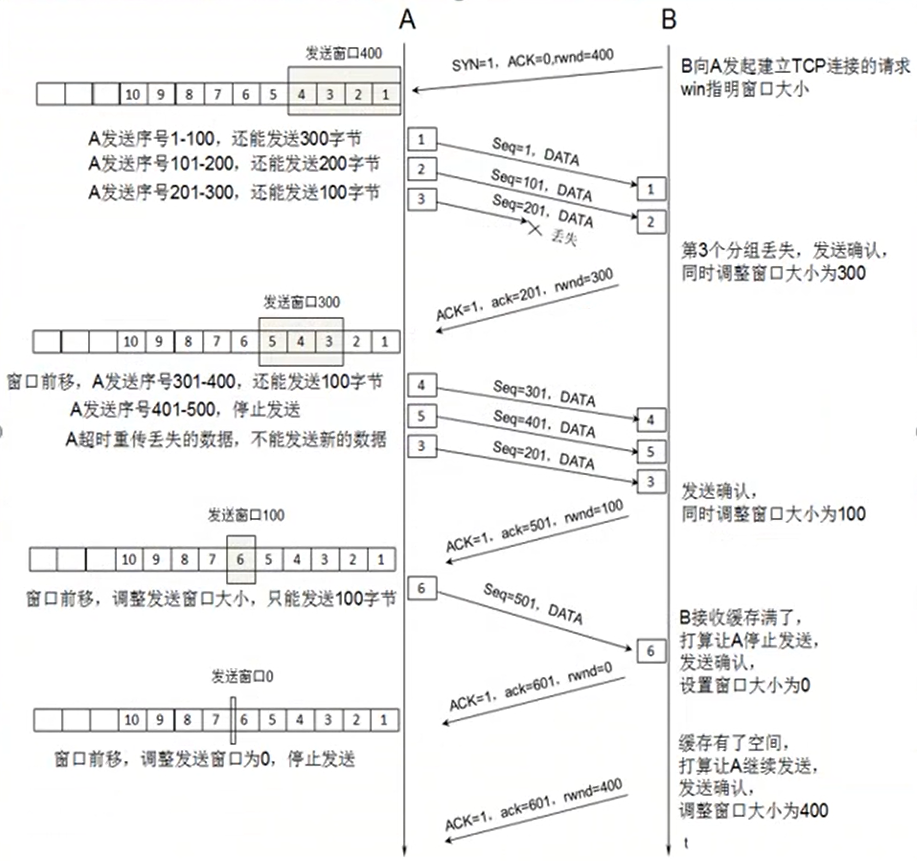 A
B
发送窗口400
SYN=1，ACK=0,rwnd=400
B向A发起建立TCP连接的请求
win指明窗口大小
10 9 8 7 6 5 4 3 2 1
A发送序号1-100，还能发送300字节
A发送序号101-200，还能发送200字节
A发送序号201-300，还能发送100字节
1
Seq=1，DATA
1
2
Seq=101，DATA
2
3
Seq=201，DATA
丢失
第3个分组丢失，发送确认，
同时调整窗口大小为300
ACK=1，ack=201，rwnd=300
发送窗口300
10 9 8 7 6 5 4 3 2 1
窗口前移，A发送序号301-400，还能发送100字节
A发送序号401-500，停止发送
A超时重传丢失的数据，不能发送新的数据
4
Seq=301，DATA
4
5
Seq=401，DATA
5
3
Seq=201，DATA
3
发送确认，
同时调整窗口大小为100
ACK=1，ack=501，rwnd=100
发送窗口100
10 9 8 7 6 5 4 3 2 1
窗口前移，调整发送窗口大小，只能发送100字节
6
Seq=501，DATA
6
B接收缓存满了，
打算让A停止发送，
发送确认，
设置窗口大小为0
ACK=1，ack=601，rwnd=0
发送窗口0
10 9 8 7 6 5 4 3 2 1
窗口前移，调整发送窗口为0，停止发送
缓存有了空间，
打算让A继续发送，
发送确认，
调整窗口大小为400
ACK=1，ack=601，rwnd=400
t